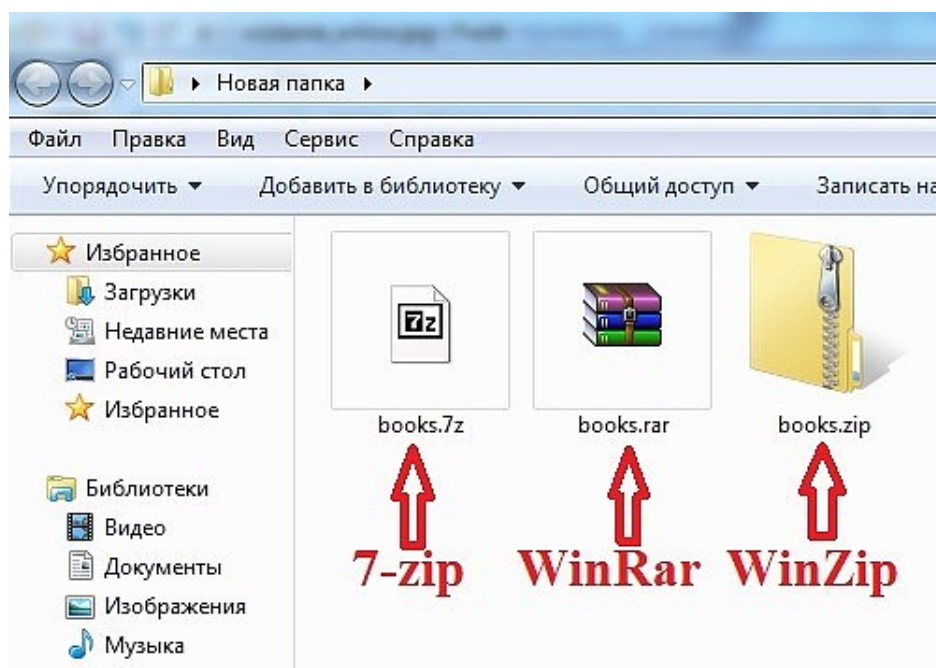 Новая папка
Файл Правка Вид Сервис Справка
Упорядочить Добавить в библиотеку Общий доступ Записать на
Избранное
Загрузки
Недавние места
Рабочий стол
Избранное
Библиотеки
Видео
Документы
Изображения
Музыка
7z
books.7z books.rar books.zip
7-zip WinRar WinZip